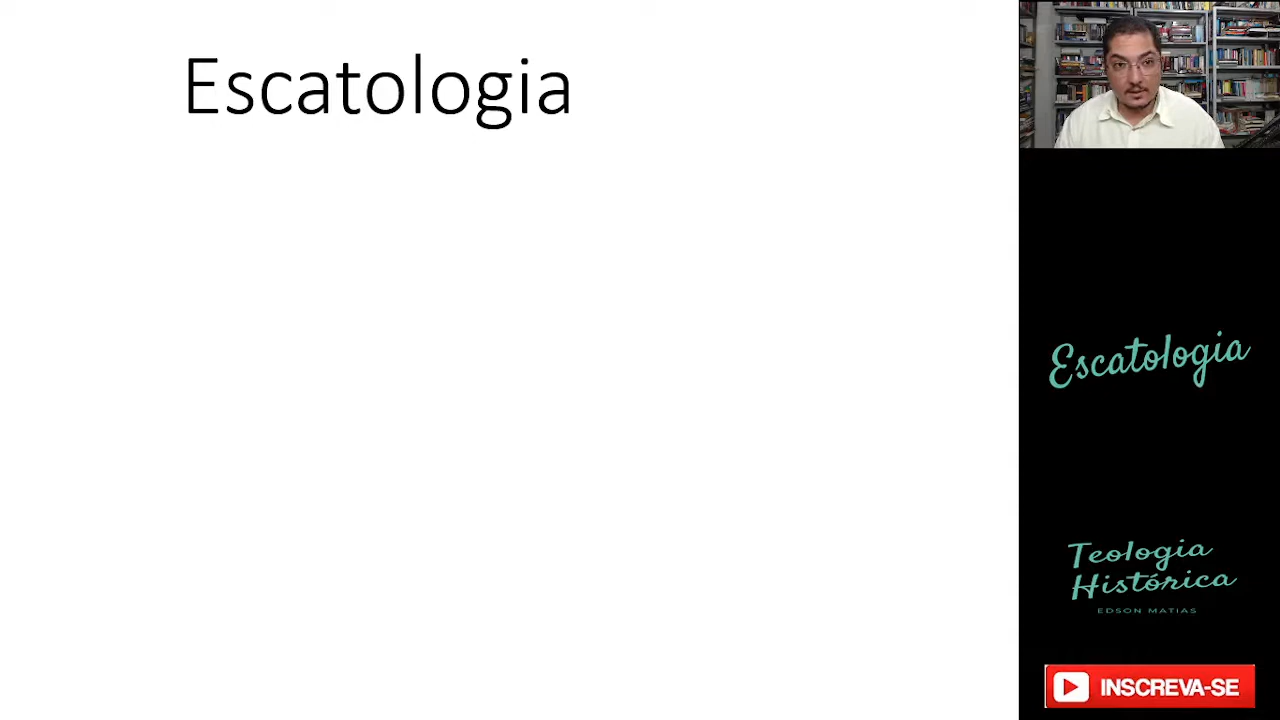 Escatologia
Escatologia
Teologia
Histórica
EDSON MATIAS
INSCREVA-SE